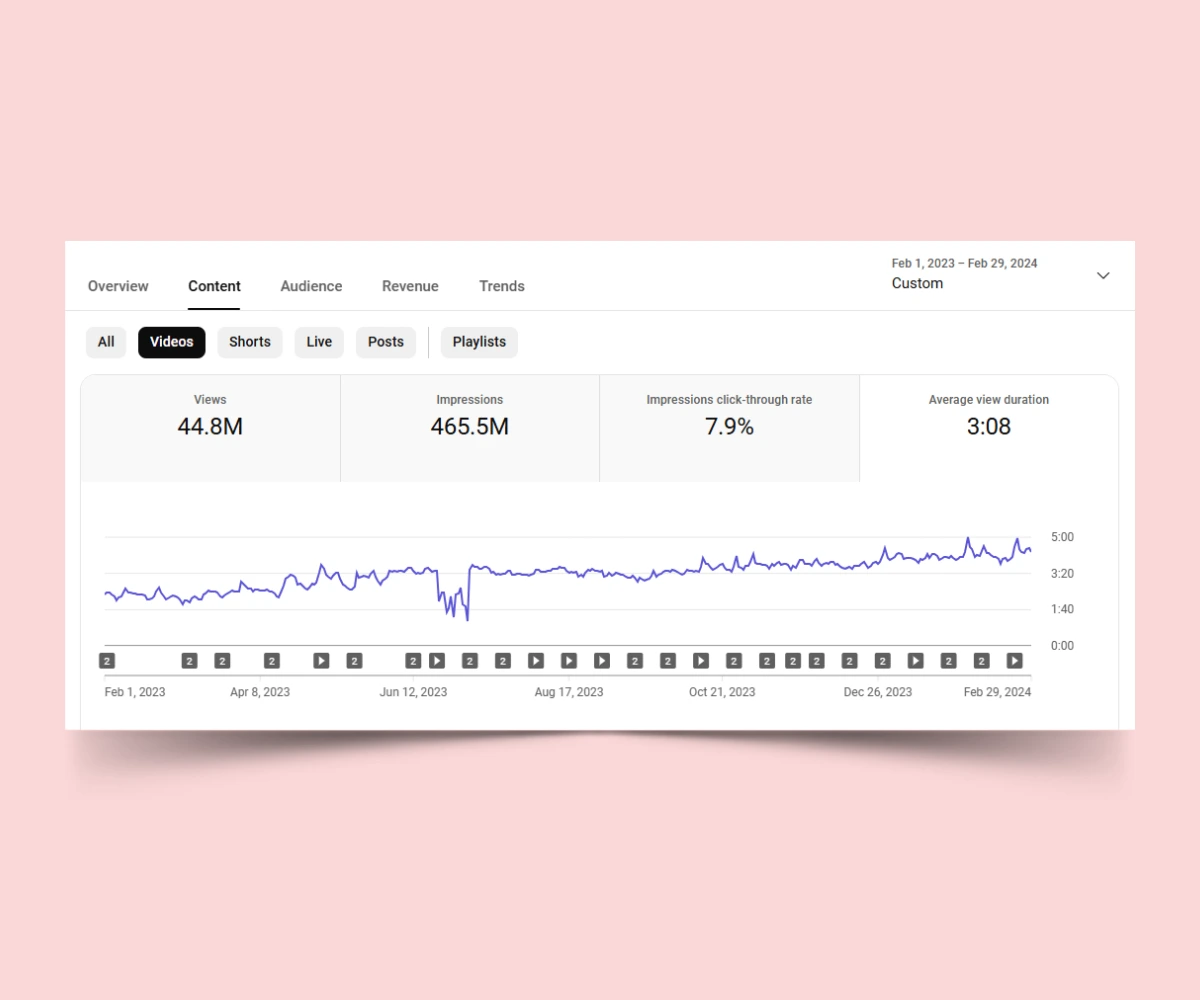 Feb 1, 2023 – Feb 29, 2024
Overview Content Audience Revenue Trends
Custom
All Videos Shorts Live Posts Playlists
Views Impressions Impressions click-through rate Average view duration
44.8M 465.5M 7.9% 3:08
5:00
3:20
1:40
0:00
2 2 2 2 2 2 2 2 2 2 2 2 2 2 2 2 2 2
Feb 1, 2023 Apr 8, 2023 Jun 12, 2023 Aug 17, 2023 Oct 21, 2023 Dec 26, 2023 Feb 29, 2024